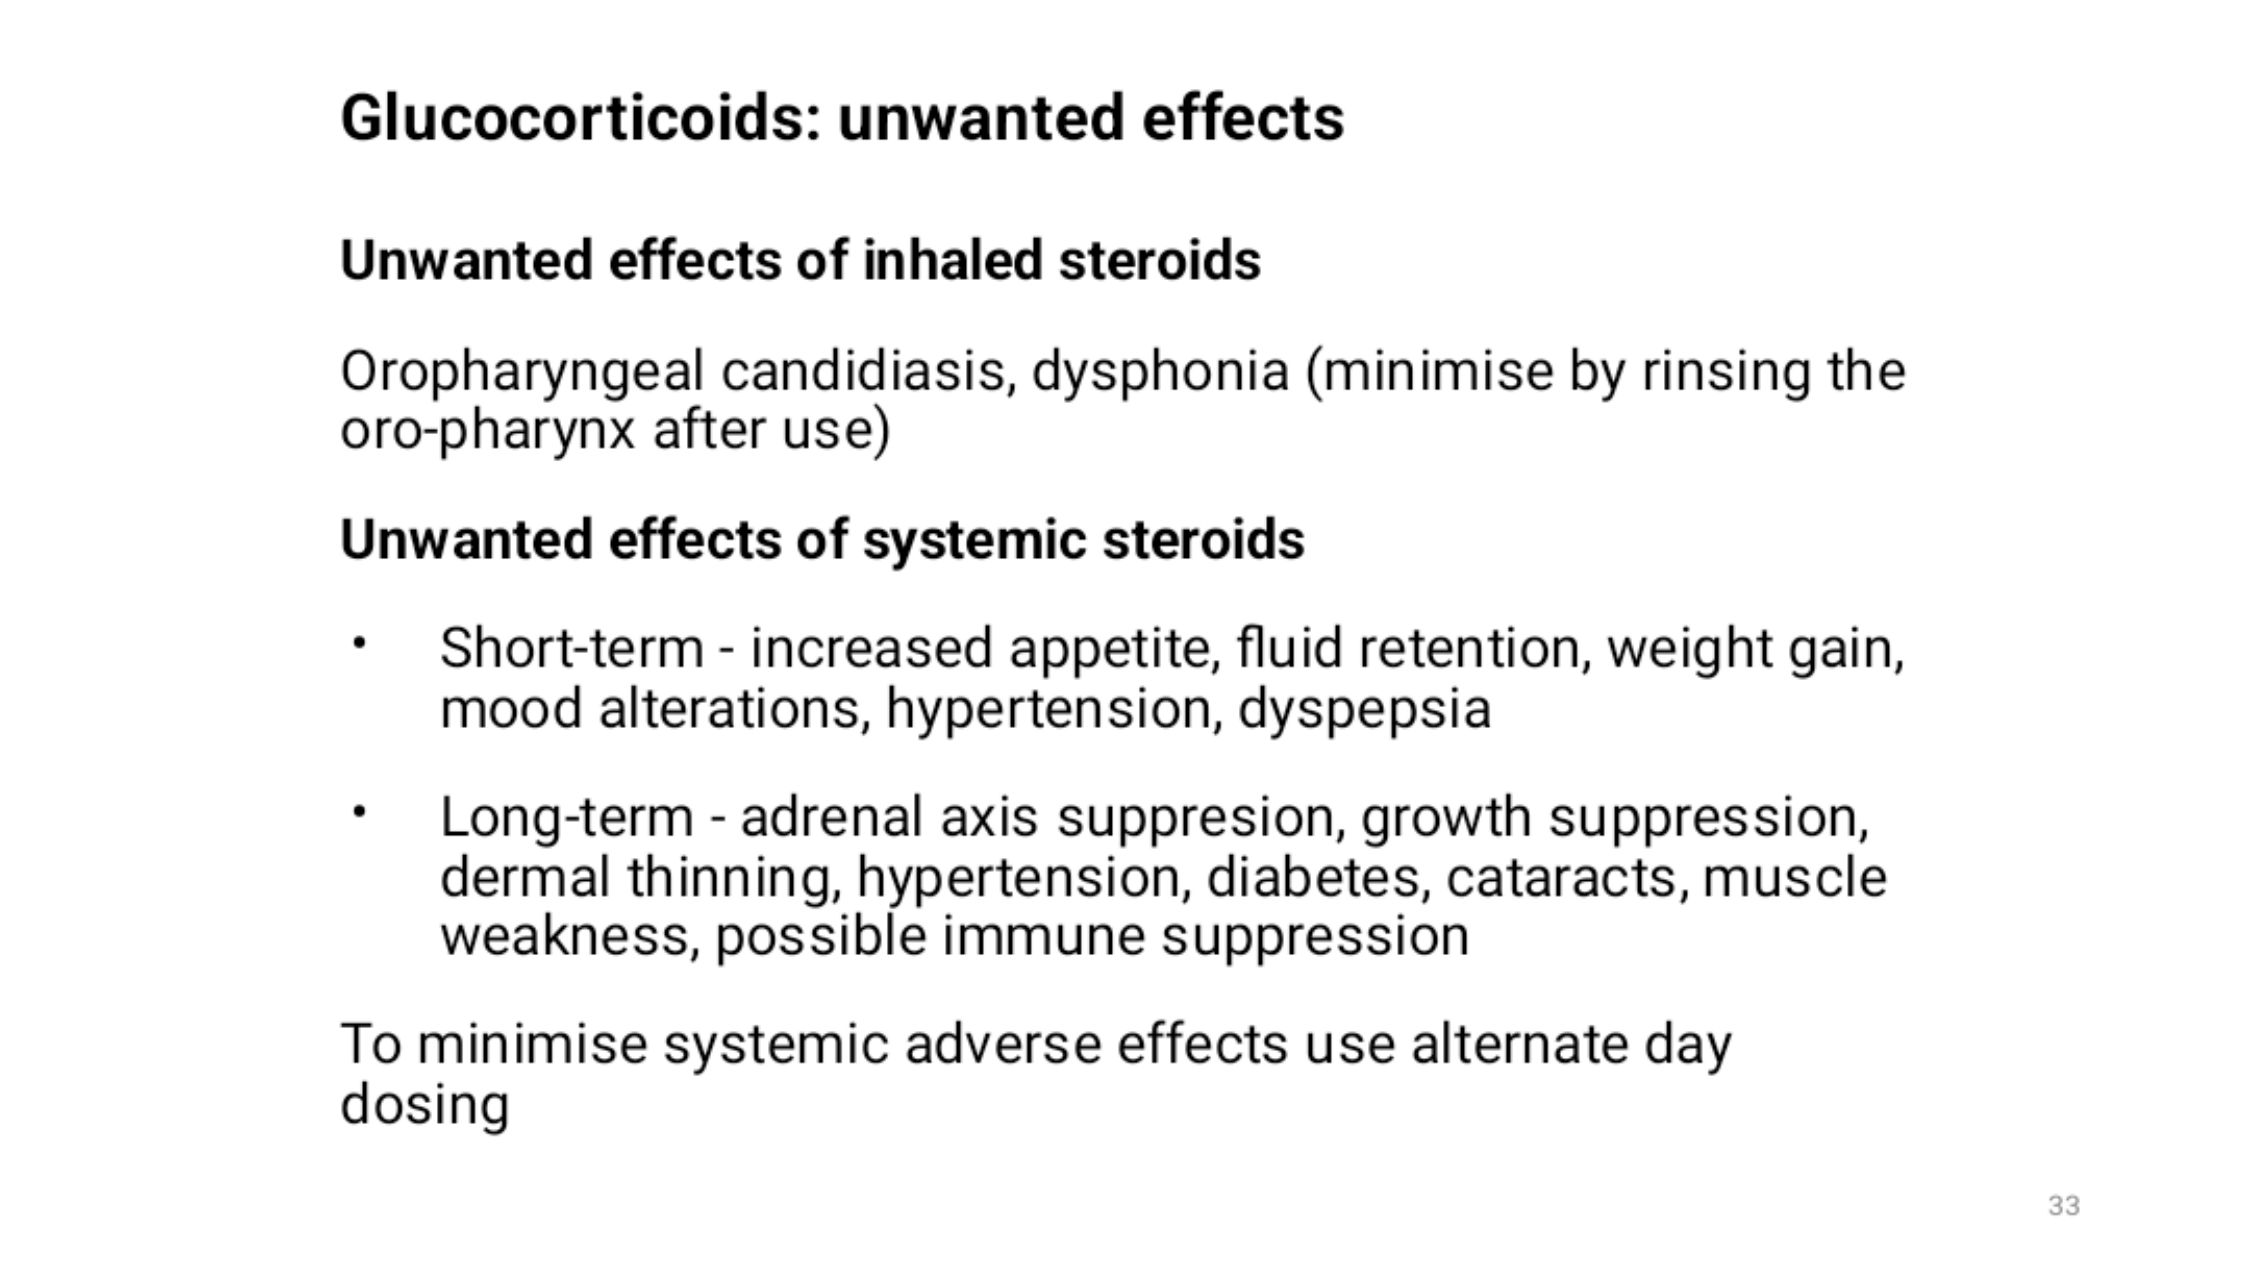 Glucocorticoids: unwanted effects
Unwanted effects of inhaled steroids
Oropharyngeal candidiasis, dysphonia (minimise by rinsing the
oro-pharynx after use)
Unwanted effects of systemic steroids
• Short-term - increased appetite, fluid retention, weight gain,
mood alterations, hypertension, dyspepsia
• Long-term - adrenal axis suppresion, growth suppression,
dermal thinning, hypertension, diabetes, cataracts, muscle
weakness, possible immune suppression
To minimise systemic adverse effects use alternate day
dosing
33